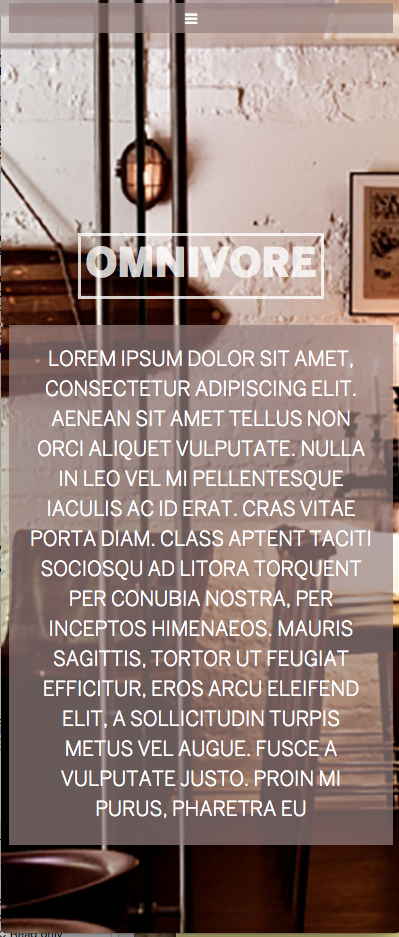 OMNIVORE
LOREM IPSUM DOLOR SIT AMET,
CONSECTETUR ADIPISCING ELIT.
AENEAN SIT AMET TELLUS NON
ORCI ALIQUET VULPUTATE. NULLA
IN LEO VEL MI PELLENTESQUE
IACULIS AC ID ERAT. CRAS VITAE
PORTA DIAM. CLASS APTENT TACITI
SOCIOSQU AD LITORA TORQUENT
PER CONUBIA NOSTRA, PER
INCEPTOS HIMENAEOS. MAURIS
SAGITTIS, TORTOR UT FEUGIAT
EFFICITUR, EROS ARCU ELEIFEND
ELIT, A SOLLICITUDIN TURPIS
METUS VEL AUGUE. FUSCE A
VULPUTATE JUSTO. PROIN MI
PURUS, PHARETRA EU
Read only